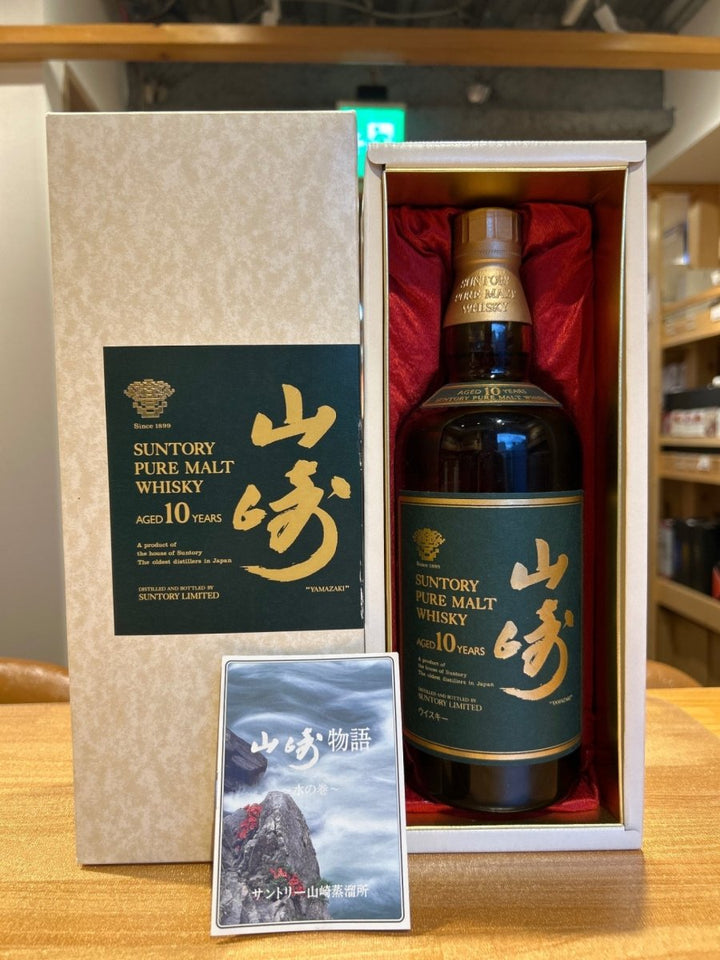 Since 1899
SUNTORY
PURE MALT
WHISKY
AGED 10 YEARS
A product of
the house of Suntory
The oldest distillers in Japan
DISTILLED AND BOTTLED BY
SUNTORY LIMITED
山崎
"YAMAZAKI"
SUNTORY
PURE MALT
WHISKY
AGED 10 YEARS
SUNTORY PURE MALT WHISKY
Since 1899
SUNTORY
PURE MALT
WHISKY
AGED 10 YEARS
A product of
the house of Suntory
The oldest distillers in Japan
DISTILLED AND BOTTLED BY
SUNTORY LIMITED
ウイスキー
山崎
"YAMAZAKI"
山崎物語
~水の巻~
サントリー山崎蒸溜所